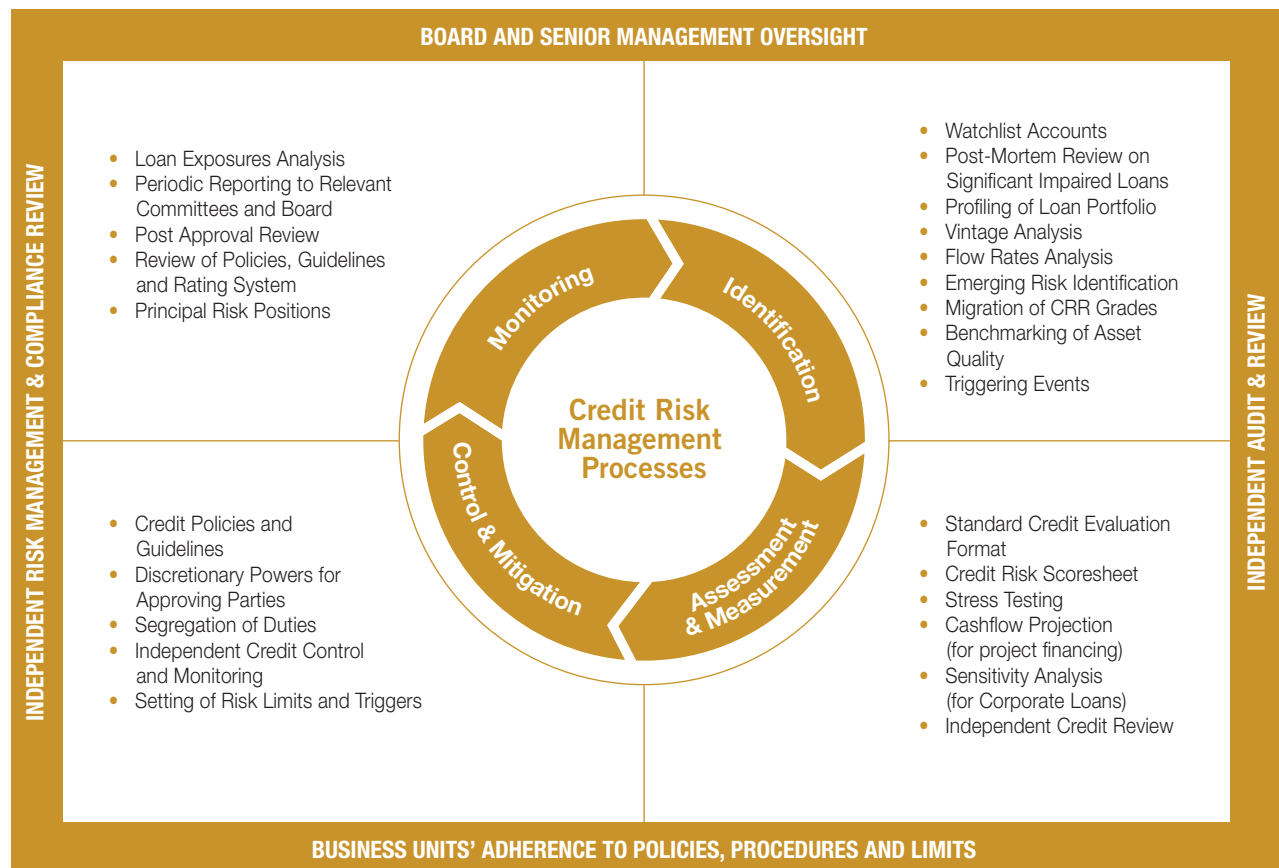 BOARD AND SENIOR MANAGEMENT OVERSIGHT
INDEPENDENT RISK MANAGEMENT & COMPLIANCE REVIEW
• Loan Exposures Analysis
• Periodic Reporting to Relevant
Committees and Board
• Post Approval Review
• Review of Policies, Guidelines
and Rating System
• Principal Risk Positions
• Watchlist Accounts
• Post-Mortem Review on
Significant Impaired Loans
• Profiling of Loan Portfolio
• Vintage Analysis
• Flow Rates Analysis
• Emerging Risk Identification
• Migration of CRR Grades
• Benchmarking of Asset
Quality
• Triggering Events
Monitoring
Identification
Credit Risk
Management
Processes
Control & Mitigation
Assessment
& Measurement
• Credit Policies and
Guidelines
• Discretionary Powers for
Approving Parties
• Segregation of Duties
• Independent Credit Control
and Monitoring
• Setting of Risk Limits and Triggers
• Standard Credit Evaluation
Format
• Credit Risk Scoresheet
• Stress Testing
• Cashflow Projection
(for project financing)
• Sensitivity Analysis
(for Corporate Loans)
• Independent Credit Review
INDEPENDENT AUDIT & REVIEW
BUSINESS UNITS' ADHERENCE TO POLICIES, PROCEDURES AND LIMITS